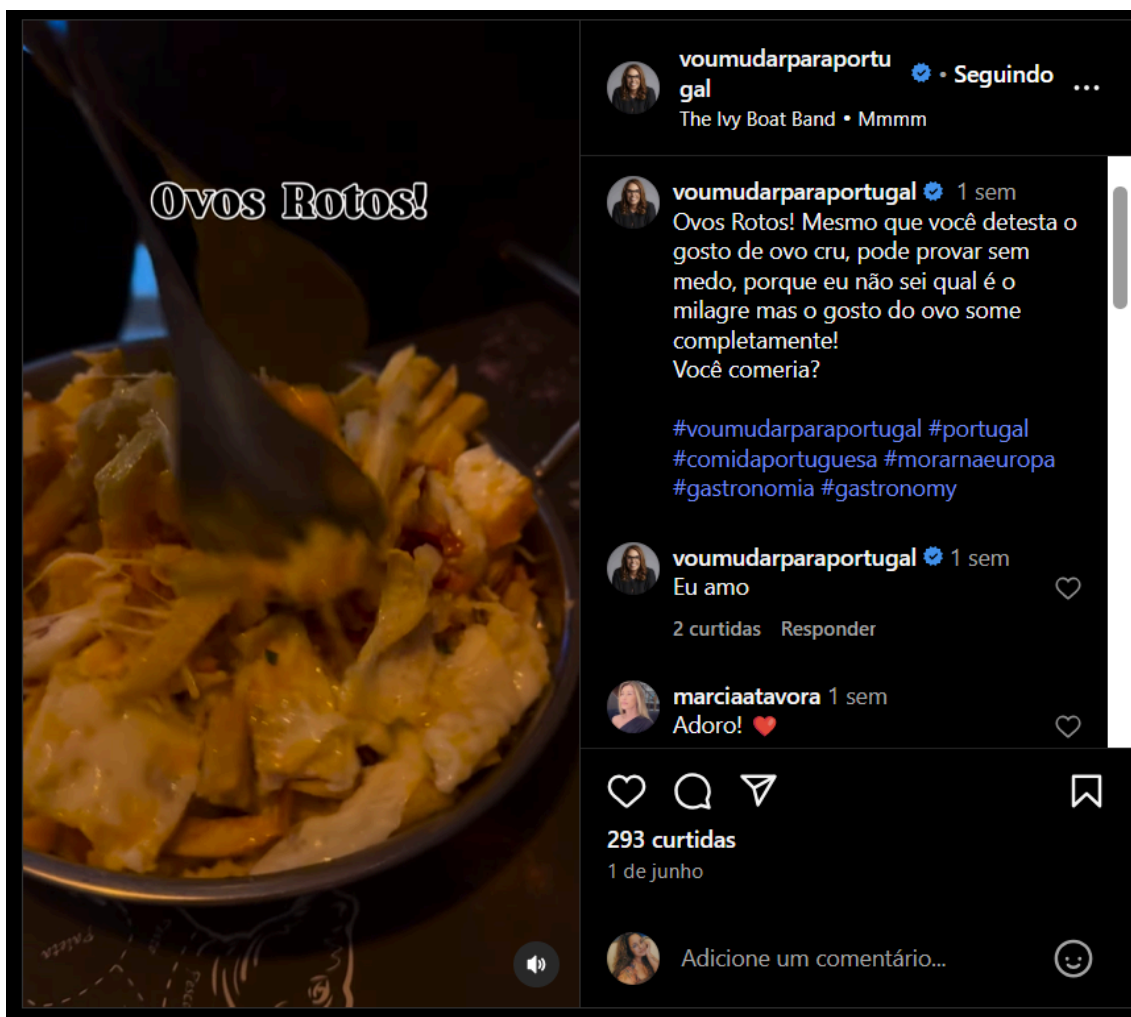 Ovos Rotos!
Paleta
voumudarparaportu
gal • Seguindo
The Ivy Boat Band • Mmmm
voumudarparaportugal 1 sem
Ovos Rotos! Mesmo que você detesta o
gosto de ovo cru, pode provar sem
medo, porque eu não sei qual é o
milagre mas o gosto do ovo some
completamente!
Você comeria?
#voumudarparaportugal #portugal
#comidaportuguesa #morarnaeuropa
#gastronomia #gastronomy
voumudarparaportugal 1 sem
Eu amo
2 curtidas Responder
marciaatavora 1 sem
Adoro! ❤️
293 curtidas
1 de junho
Adicione um comentário...